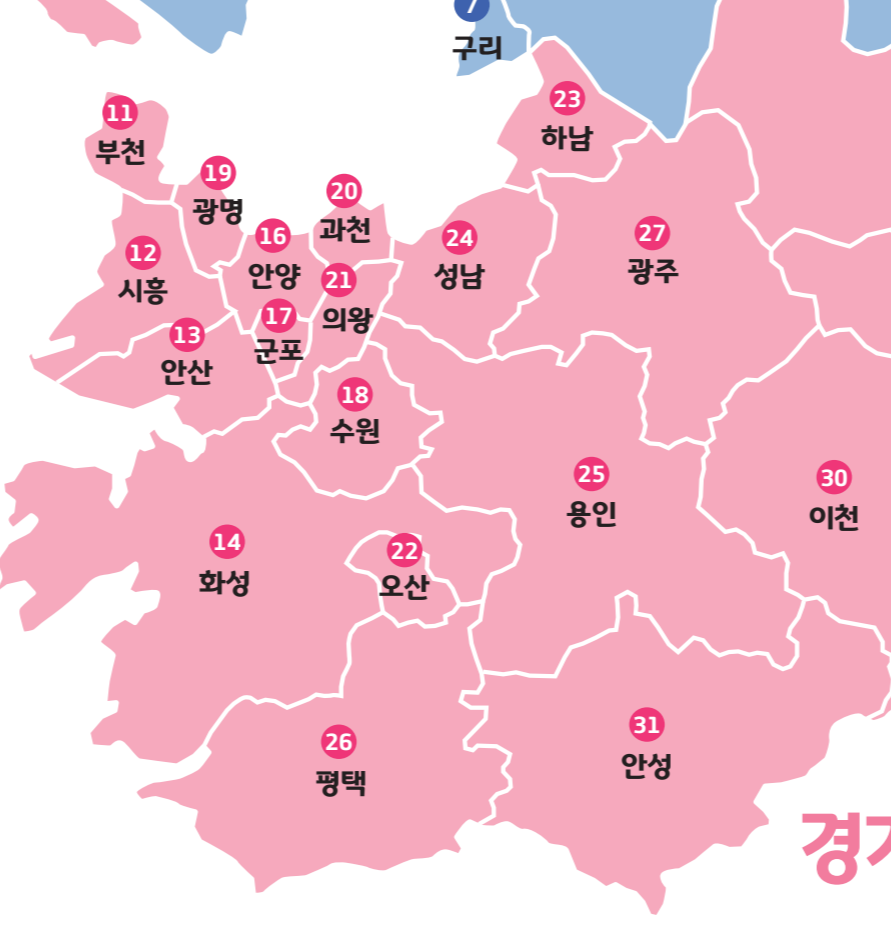 7
구리
23
하남
11
부천
19
광명
20
과천
16
안양
24
성남
27
광주
12
시흥
21
의왕
17
군포
13
안산
18
수원
25
용인
30
이천
14
화성
22
오산
26
평택
31
안성
경